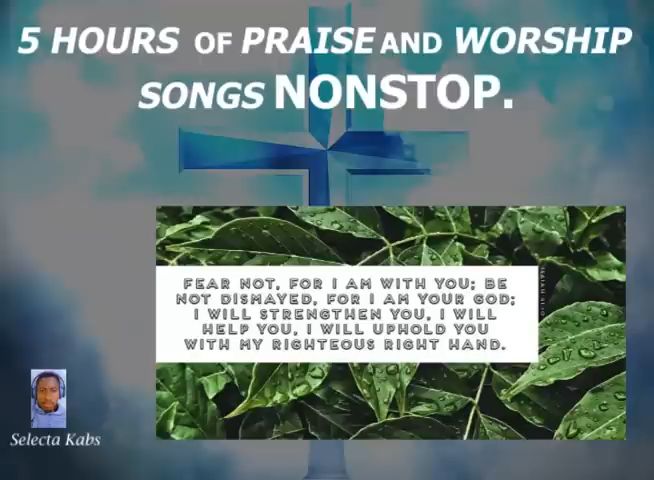 5 HOURS OF PRAISE AND WORSHIP
SONGS NONSTOP.
FEAR NOT, FOR I AM WITH YOU; BE
NOT DISMAYED, FOR I AM YOUR GOD;
I WILL STRENGTHEN YOU, I WILL
HELP YOU, I WILL UPHOLD YOU
WITH MY RIGHTEOUS RIGHT HAND.
Selecta Kabs